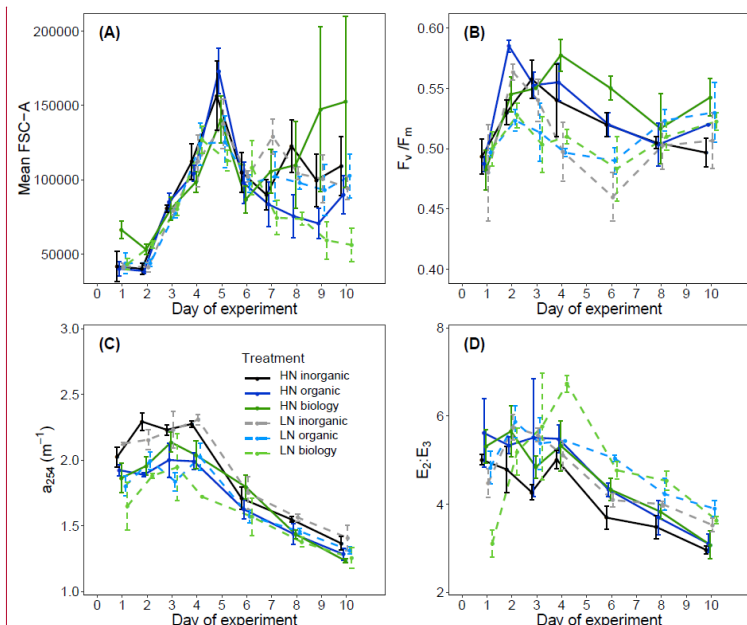 (A)
(B)
Mean FSC−A
200000
150000
100000
50000
0 1 2 3 4 5 6 7 8 9 10
Day of experiment
Fv /Fm
0.60
0.55
0.50
0.45
0.40
0 1 2 3 4 5 6 7 8 9 10
Day of experiment
(C)
(D)
a254 (m−1)
3.0
2.5
2.0
1.5
1.0
Treatment
HN inorganic
HN organic
HN biology
LN inorganic
LN organic
LN biology
0 1 2 3 4 5 6 7 8 9 10
Day of experiment
E2:E3
8
6
4
2
0 1 2 3 4 5 6 7 8 9 10
Day of experiment